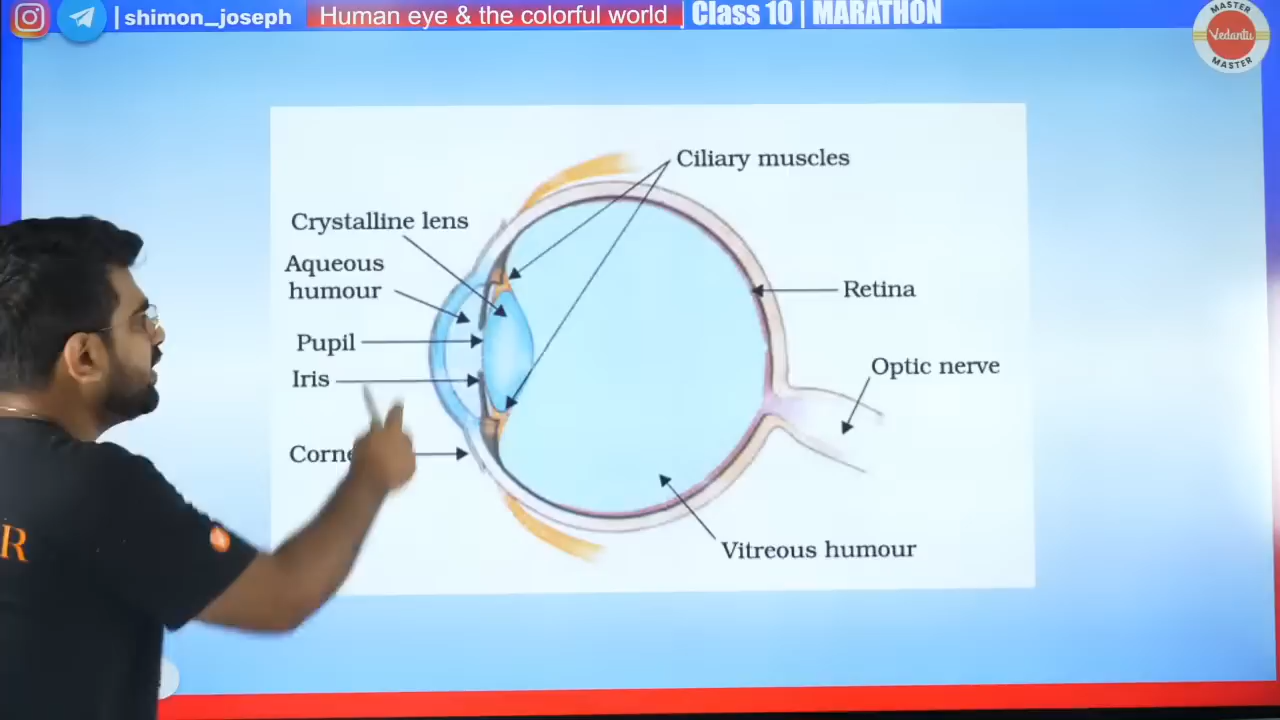 | shimon_joseph
Human eye & the colorful world | Class 10 | MARATHON
MASTER
Vedantu
MASTER
Ciliary muscles
Crystalline lens
Aqueous
humour
Pupil
Iris
Retina
Optic nerve
Vitreous humour
R